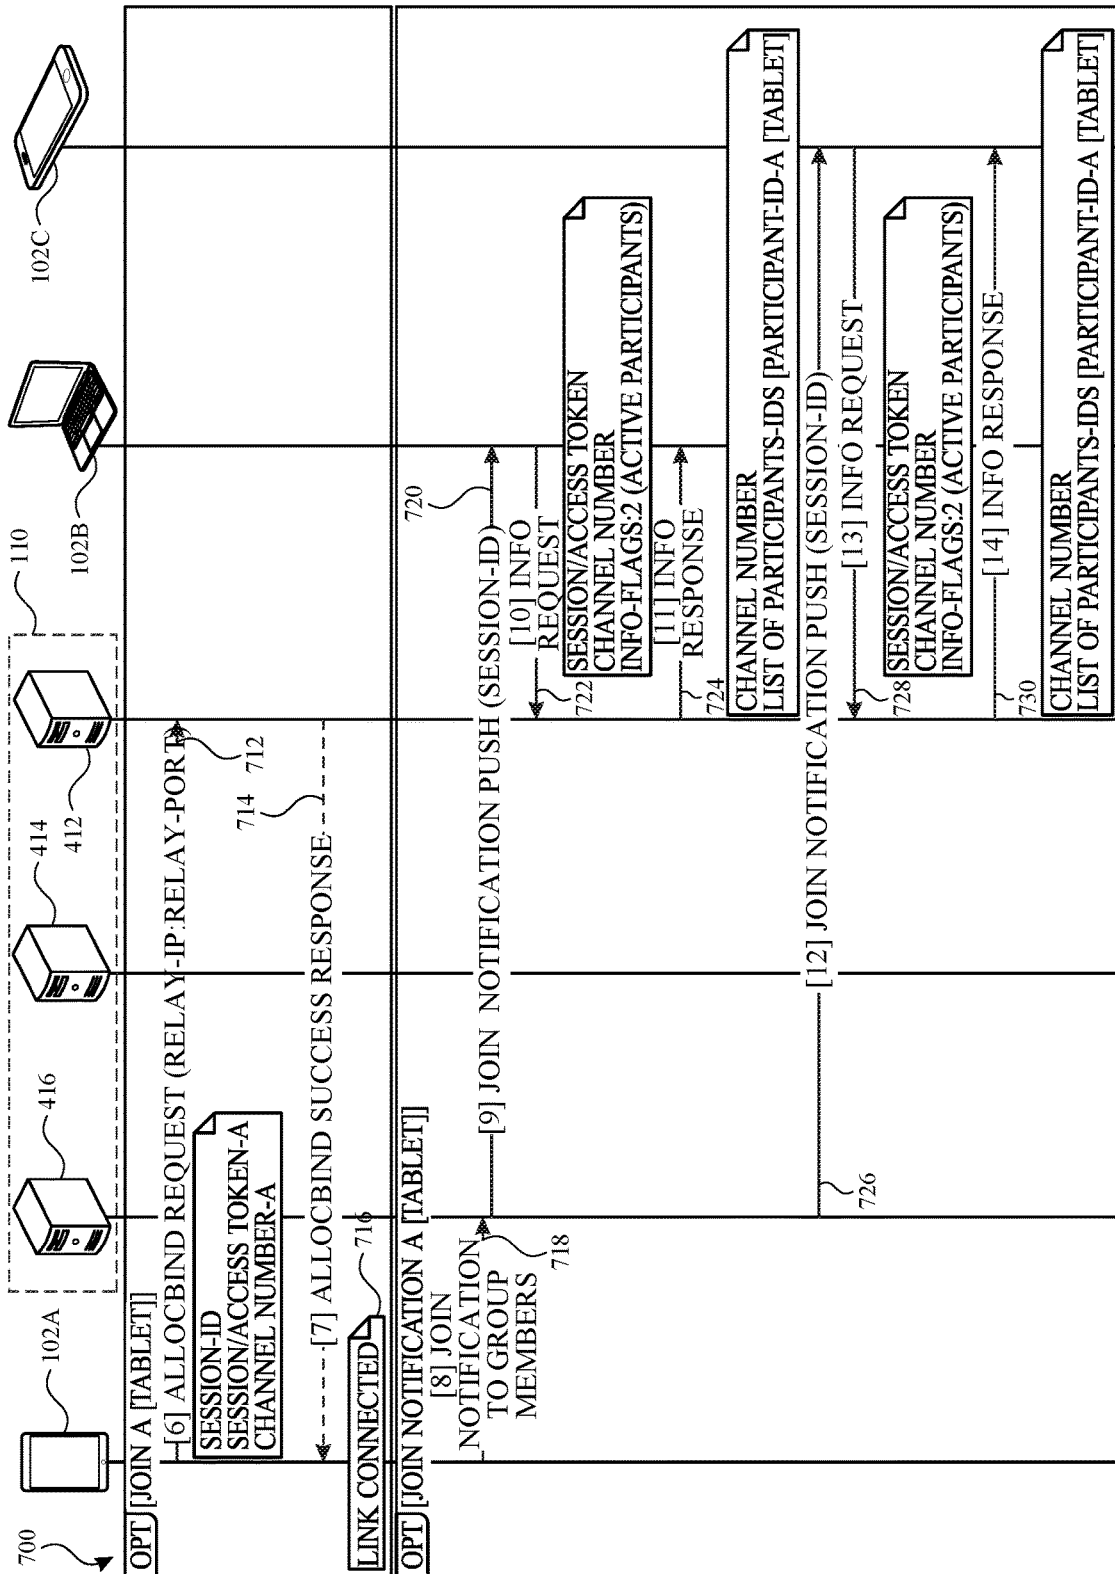 700
102A
416
414
412
110
102B
102C
OPT
[JOIN A [TABLET]]
[6] ALLOCBIND REQUEST (RELAY-IP:RELAY-PORT)
712
SESSION-ID
SESSION/ACCESS TOKEN-A
CHANNEL NUMBER-A
714
[7] ALLOCBIND SUCCESS RESPONSE
LINK CONNECTED
716
OPT
[JOIN NOTIFICATION A [TABLET]]
[8] JOIN
NOTIFICATION
TO GROUP
MEMBERS
718
[9] JOIN NOTIFICATION PUSH (SESSION-ID)
720
[10] INFO
REQUEST
722
SESSION/ACCESS TOKEN
CHANNEL NUMBER
INFO-FLAGS:2 (ACTIVE PARTICIPANTS)
[11] INFO
RESPONSE
724
CHANNEL NUMBER
LIST OF PARTICIPANTS-IDS [PARTICIPANT-ID-A [TABLET]
[12] JOIN NOTIFICATION PUSH (SESSION-ID)
726
[13] INFO REQUEST
728
SESSION/ACCESS TOKEN
CHANNEL NUMBER
INFO-FLAGS:2 (ACTIVE PARTICIPANTS)
[14] INFO RESPONSE
730
CHANNEL NUMBER
LIST OF PARTICIPANTS-IDS [PARTICIPANT-ID-A [TABLET]